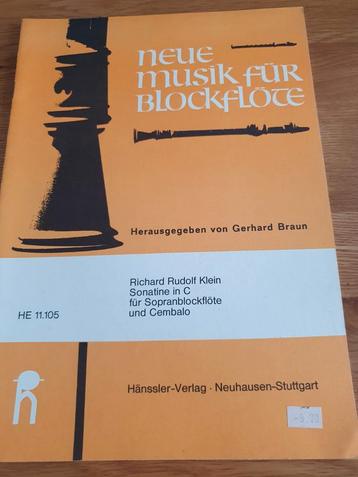 neue
musik für
blockflöte
Herausgegeben von Gerhard Braun
Richard Rudolf Klein
Sonatine in C
für Sopranblockflöte
und Cembalo
HE 11.105
Hänssler-Verlag · Neuhausen-Stuttgart